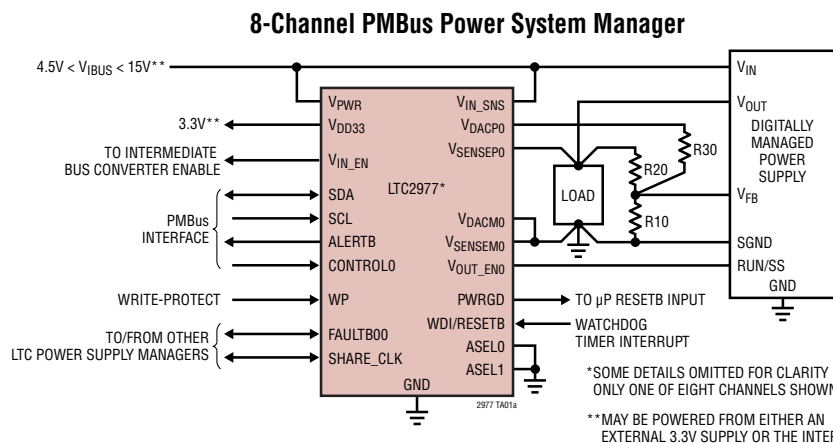 8-Channel PMBus Power System Manager
4.5V < VIBUS < 15V**
3.3V**
TO INTERMEDIATE
BUS CONVERTER ENABLE
PMBus
INTERFACE
WRITE-PROTECT
TO/FROM OTHER
LTC POWER SUPPLY MANAGERS
VPWR
VDD33
VIN_EN
SDA
SCL
ALERTB
CONTROL0
WP
FAULTB00
SHARE_CLK
GND
LTC2977*
VIN_SNS
VDACP0
VSENSEP0
VDACM0
VSENSEM0
VOUT_EN0
PWRGD
WDI/RESETB
ASEL0
ASEL1
2977 TA01a
LOAD
R20
R30
R10
TO µP RESETB INPUT
WATCHDOG
TIMER INTERRUPT
VIN
VOUT
DIGITALLY
MANAGED
POWER
SUPPLY
VFB
SGND
RUN/SS
GND
*SOME DETAILS OMITTED FOR CLARITY
ONLY ONE OF EIGHT CHANNELS SHOWN
**MAY BE POWERED FROM EITHER AN
EXTERNAL 3.3V SUPPLY OR THE